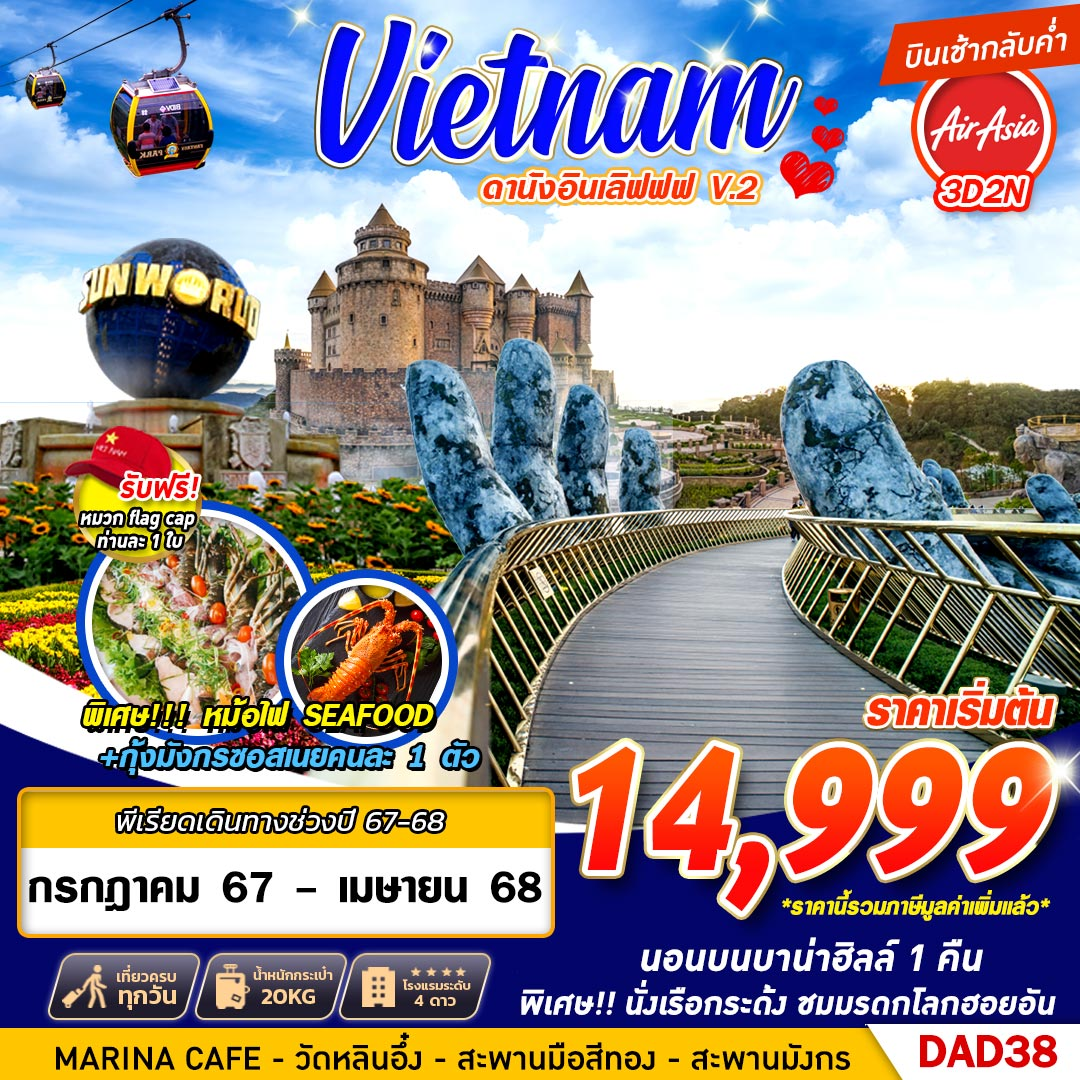 Vietnam
ดานังอินเลิฟฟฟ V.2
บินเช้ากลับค่ำ
AirAsia
3D2N
SUN WORLD
VIET NAM
รับฟรี!
หมวก flag cap
ท่านละ 1 ใบ
พิเศษ!!! หม้อไฟ SEAFOOD
+กุ้งมังกรซอสเนยคนละ 1 ตัว
ราคาเริ่มต้น
14,999
*ราคานี้รวมภาษีมูลค่าเพิ่มแล้ว*
พีเรียดเดินทางช่วงปี 67-68
กรกฎาคม 67 - เมษายน 68
เที่ยวครบ
ทุกวัน
น้ำหนักกระเป๋า
20KG
โรงแรมระดับ
4 ดาว
นอนบนบาน่าฮิลล์ 1 คืน
พิเศษ!! นั่งเรือกระด้ง ชมมรดกโลกฮอยอัน
MARINA CAFE - วัดหลินอึ๋ง - สะพานมือสีทอง - สะพานมังกร
DAD38